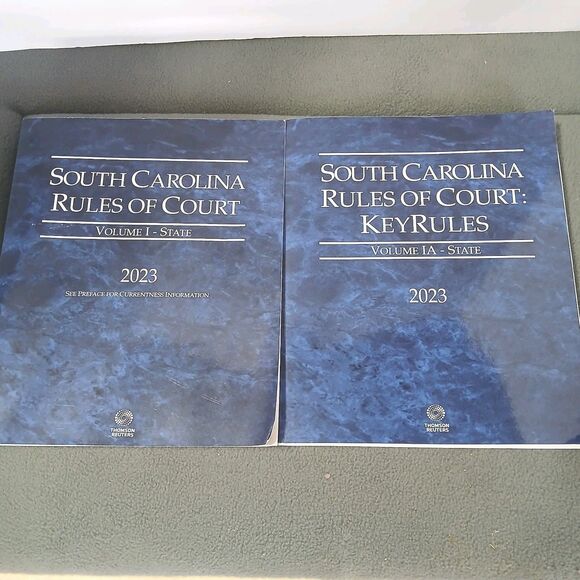 SOUTH CAROLINA
RULES OF COURT
VOLUME I - STATE
2023
SEE PREFACE FOR CURRENTNESS INFORMATION
THOMSON
REUTERS
SOUTH CAROLINA
RULES OF COURT:
KEYRULES
VOLUME IA - STATE
2023
THOMSON
REUTERS